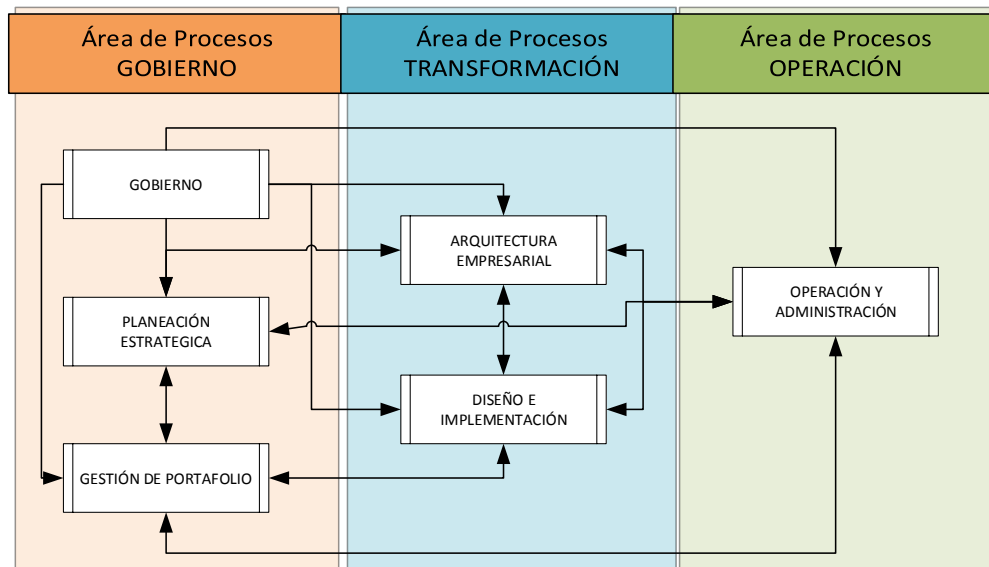 Área de Procesos
GOBIERNO
Área de Procesos
TRANSFORMACIÓN
Área de Procesos
OPERACIÓN
GOBIERNO
ARQUITECTURA
EMPRESARIAL
OPERACIÓN Y
ADMINISTRACIÓN
PLANEACIÓN
ESTRATEGICA
DISEÑO E
IMPLEMENTACIÓN
GESTIÓN DE PORTAFOLIO